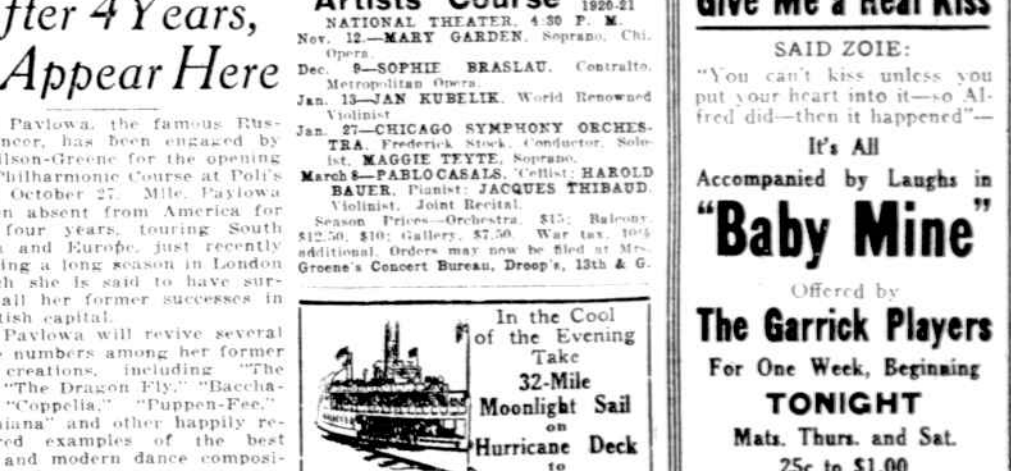 fter 4 Years,
Appear Here
Pavlowa, the famous Rus-
ncer, has been engaged by
ilson-Greene for the opening
Philharmonic Course at Poli's
October 27. Mlle. Pavlowa
n absent from America for
four years, touring South
and Europe, just recently
ing a long season in London
h she is said to have sur-
all her former successes in
tish capital.
Pavlowa will revive several
numbers among her former
creations, including "The
"The Dragon Fly," "Baccha-
"Coppelia," "Puppen-Fee,"
iana" and other happily re-
red examples of the best
and modern dance composi-
Artists Course 1920-21
NATIONAL THEATER, 4:30 P. M.
Nov. 12.—MARY GARDEN, Soprano, Chi.
Opera.
Dec. 9—SOPHIE BRASLAU, Contralto,
Metropolitan Opera.
Jan. 13—JAN KUBELIK, World Renowned
Violinist
Jan. 27—CHICAGO SYMPHONY ORCHES-
TRA, Frederick Stock, Conductor, Solo-
ist, MAGGIE TEYTE, Soprano.
March 8—PABLO CASALS, 'Cellist; HAROLD
BAUER, Pianist; JACQUES THIBAUD,
Violinist, Joint Recital.
Season Prices—Orchestra, $15; Balcony,
$12.50, $10; Gallery, $7.50. War tax, 10%
additional. Orders may now be filed at Mrs.
Groene's Concert Bureau, Droop's, 13th & G.
In the Cool
of the Evening
Take
32-Mile
Moonlight Sail
on
Hurricane Deck
to
Give Me a Real Kiss
SAID ZOIE:
"You can't kiss unless you
put your heart into it—so Al-
fred did—then it happened"—
It's All
Accompanied by Laughs in
"Baby Mine"
Offered by
The Garrick Players
For One Week, Beginning
TONIGHT
Mats. Thurs. and Sat.
25c to $1.00